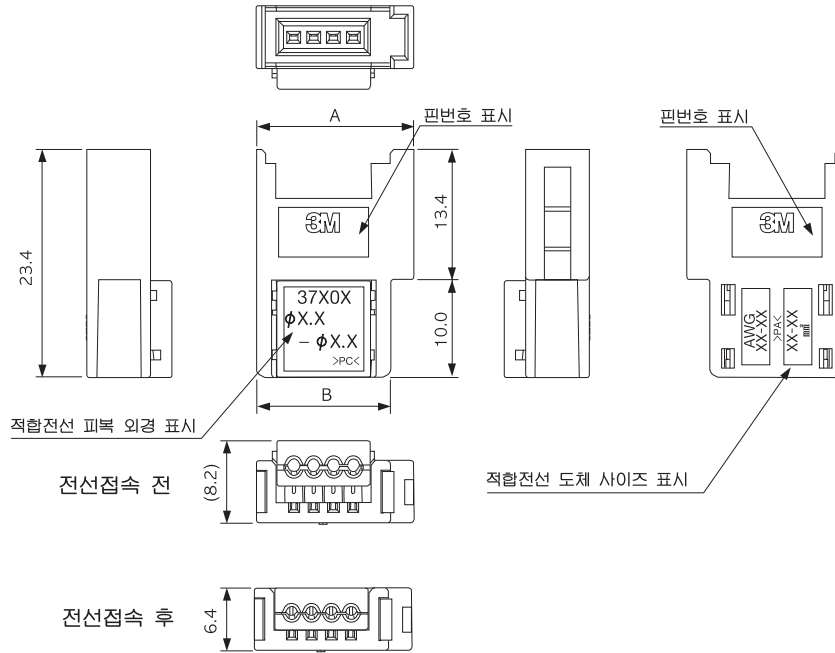 A
핀번호 표시
핀번호 표시
3M
3M
23.4
13.4
10.0
37X0X
ϕX.X
– ϕX.X
>PC<
AWG
XX-XX
>PA<
XX-XX
㎟
B
적합전선 피복 외경 표시
적합전선 도체 사이즈 표시
전선접속 전
(8.2)
전선접속 후
6.4